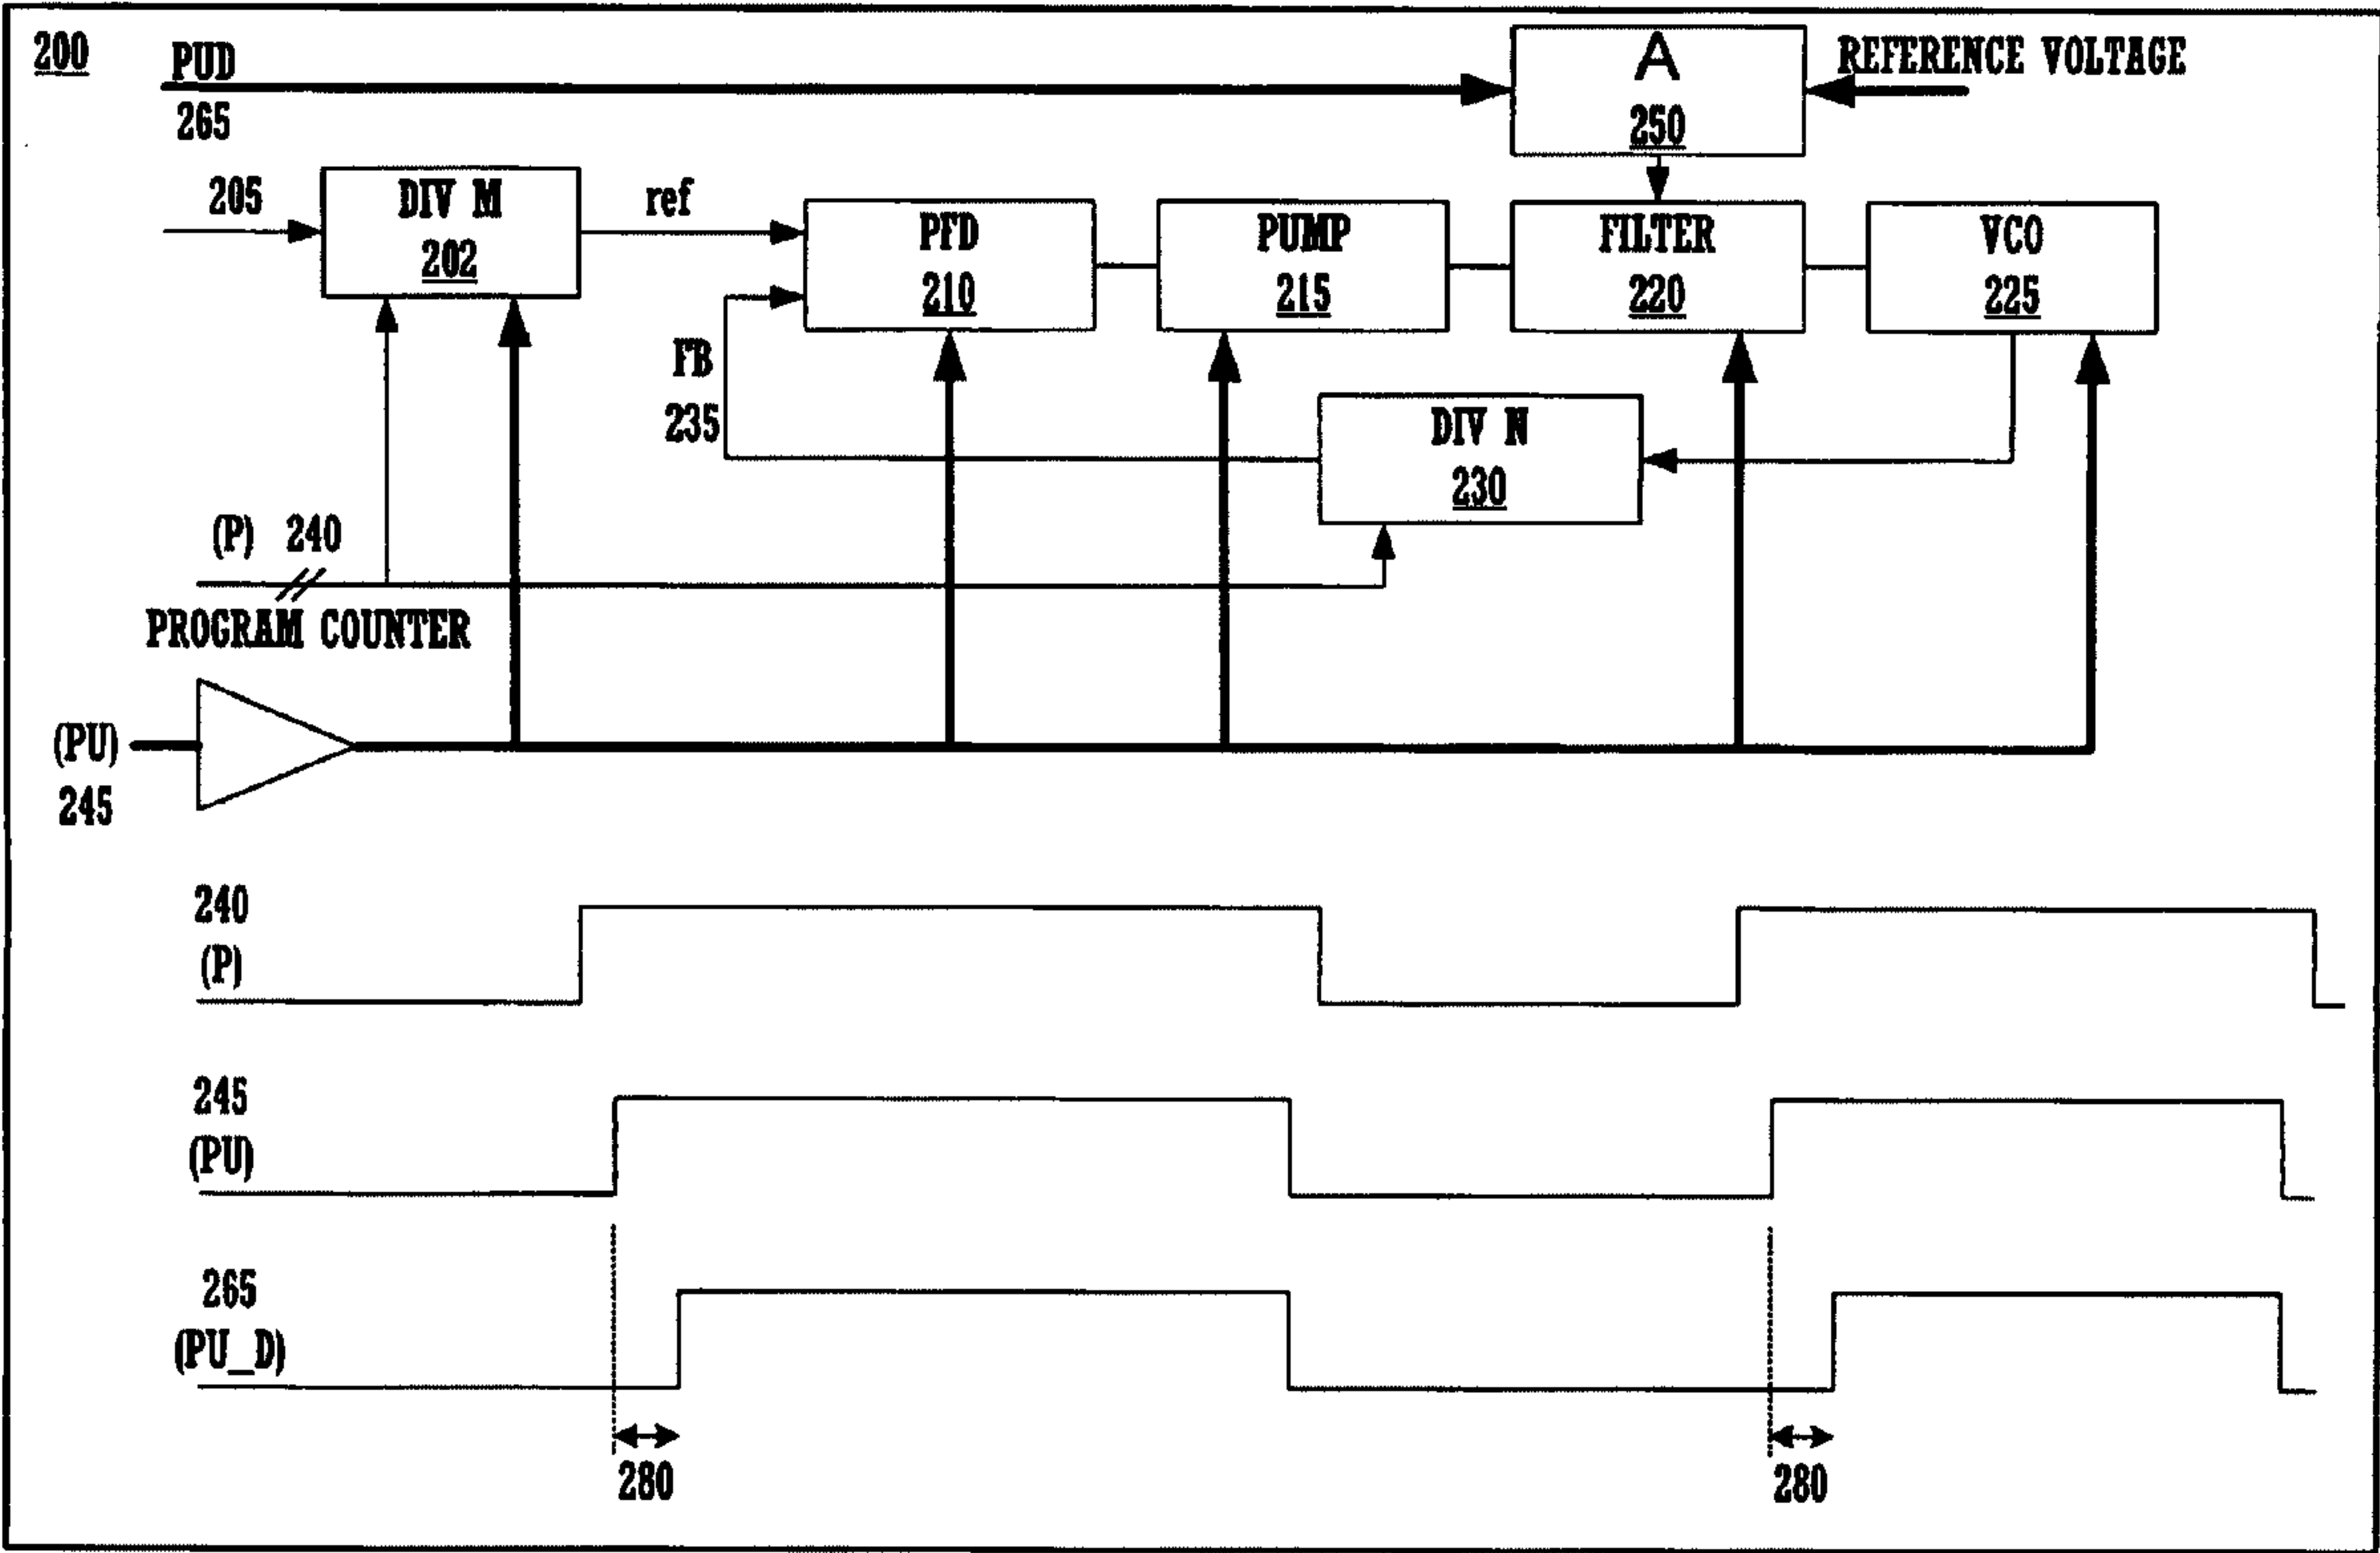 200
PUD
265
A
250
REFERENCE VOLTAGE
205
DIV M
202
ref
PFD
210
PUMP
215
FILTER
220
VCO
225
FB
235
DIV N
230
(P) 240
PROGRAM COUNTER
(PU)
245
240
(P)
245
(PU)
265
(PU_D)
280
280